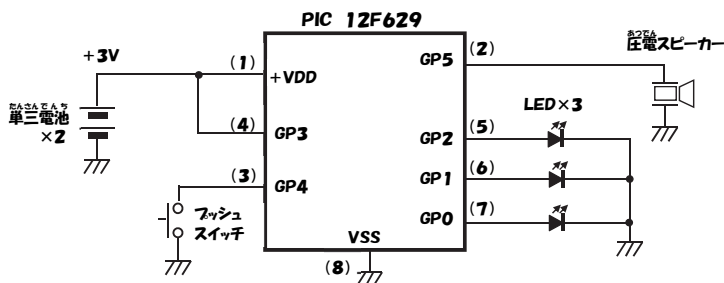 PIC 12F629
+3V
(1)
+VDD
たんさんでんち
単三電池
×2
(4)
GP3
(3)
GP4
プッシュ
スイッチ
VSS
(8)
GP5
(2)
あつでん
圧電スピーカー
LED×3
GP2
(5)
GP1
(6)
GP0
(7)